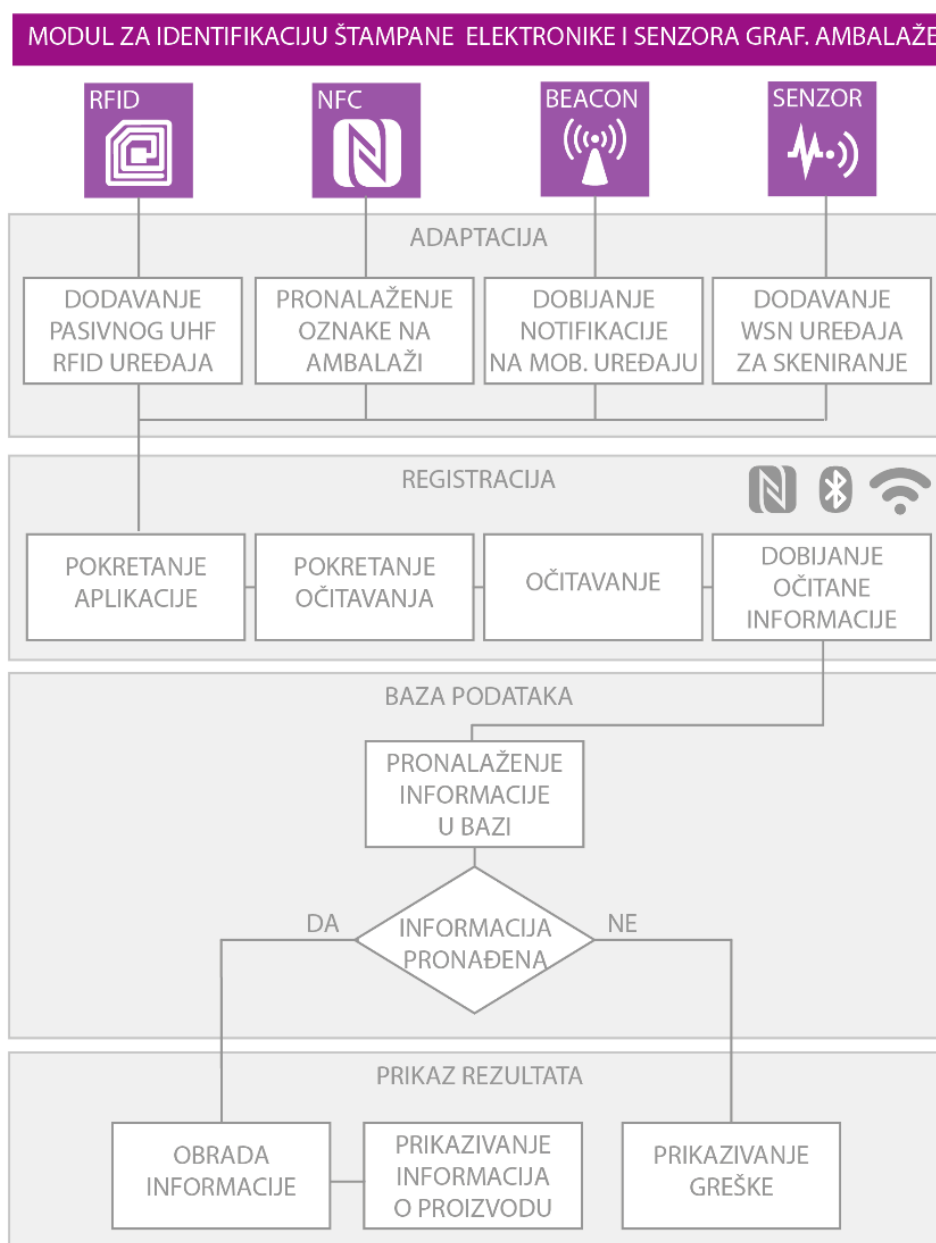 MODUL ZA IDENTIFIKACIJU ŠTAMPANE ELEKTRONIKE I SENZORA GRAF. AMBALAŽE
RFID
NFC
BEACON
SENZOR
ADAPTACIJA
DODAVANJE
PASIVNOG UHF
RFID UREĐAJA
PRONALAŽENJE
OZNAKE NA
AMBALAŽI
DOBIJANJE
NOTIFIKACIJE
NA MOB. UREĐAJU
DODAVANJE
WSN UREĐAJA
ZA SKENIRANJE
REGISTRACIJA
POKRETANJE
APLIKACIJE
POKRETANJE
OČITAVANJA
OČITAVANJE
DOBIJANJE
OČITANE
INFORMACIJE
BAZA PODATAKA
PRONALAŽENJE
INFORMACIJE
U BAZI
DA
INFORMACIJA
PRONAĐENA
NE
PRIKAZ REZULTATA
OBRADA
INFORMACIJE
PRIKAZIVANJE
INFORMACIJA
O PROIZVODU
PRIKAZIVANJE
GREŠKE